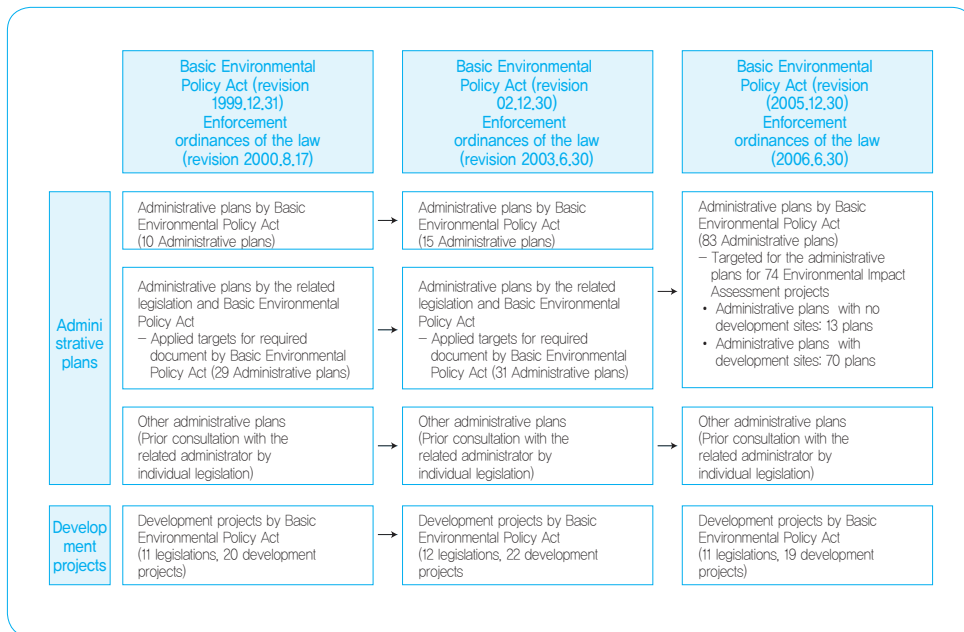 Basic Environmental
Policy Act (revision
1999.12.31)
Enforcement
ordinances of the law
(revision 2000.8.17)
Basic Environmental
Policy Act (revision
02.12.30)
Enforcement
ordinances of the law
(revision 2003.6.30)
Basic Environmental
Policy Act (revision
(2005.12.30)
Enforcement
ordinances of the law
(2006.6.30)
Admini
strative
plans
Administrative plans by Basic
Environmental Policy Act
(10 Administrative plans)
Administrative plans by Basic
Environmental Policy Act
(15 Administrative plans)
Administrative plans by Basic
Environmental Policy Act
(83 Administrative plans)
– Targeted for the administrative
plans for 74 Environmental Impact
Assessment projects
• Administrative plans with no
development sites: 13 plans
• Administrative plans with
development sites: 70 plans
Administrative plans by the related
legislation and Basic Environmental
Policy Act
– Applied targets for required
document by Basic Environmental
Policy Act (29 Administrative plans)
Administrative plans by the related
legislation and Basic Environmental
Policy Act
– Applied targets for required
document by Basic Environmental
Policy Act (31 Administrative plans)
Other administrative plans
(Prior consultation with the
related administrator by
individual legislation)
Other administrative plans
(Prior consultation with the
related administrator by
individual legislation)
Other administrative plans
(Prior consultation with the
related administrator by
individual legislation)
Develop
ment
projects
Development projects by Basic
Environmental Policy Act
(11 legislations, 20 development
projects)
Development projects by Basic
Environmental Policy Act
(12 legislations, 22 development
projects
Development projects by Basic
Environmental Policy Act
(11 legislations, 19 development
projects)